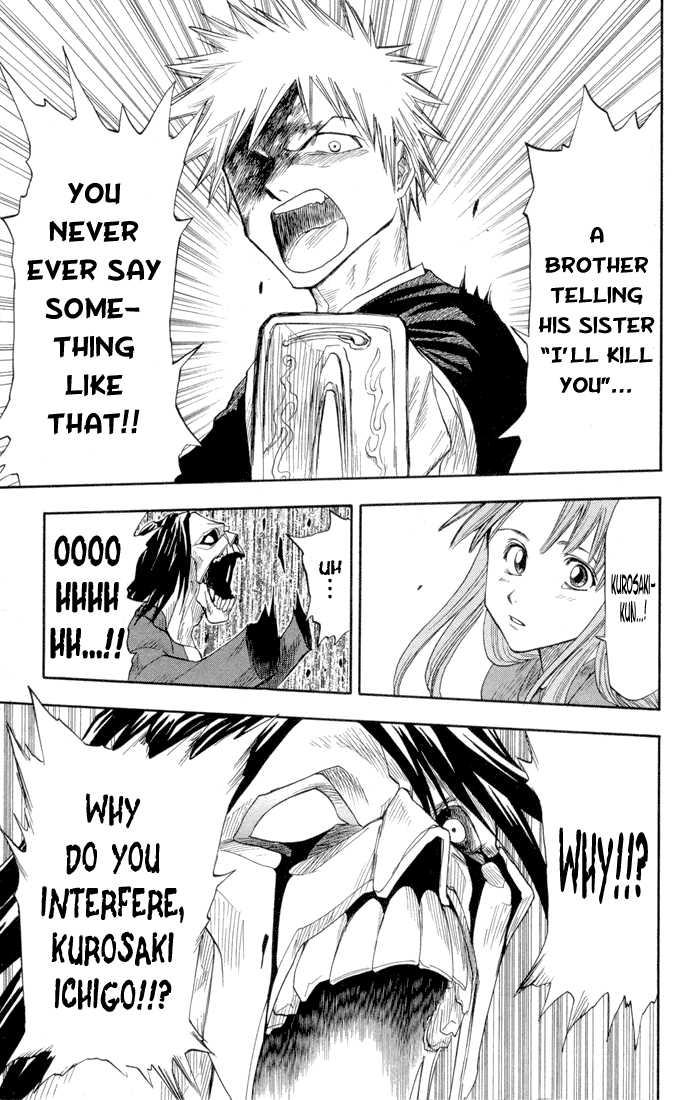 A
BROTHER
TELLING
HIS SISTER
"I'LL KILL
YOU"...
YOU
NEVER
EVER SAY
SOME-
THING
LIKE
THAT!!
KUROSAKI-
KUN...!
UH
...
OOOO
HHHH
HH...!!
WHY!!?
WHY
DO YOU
INTERFERE,
KUROSAKI
ICHIGO!!?